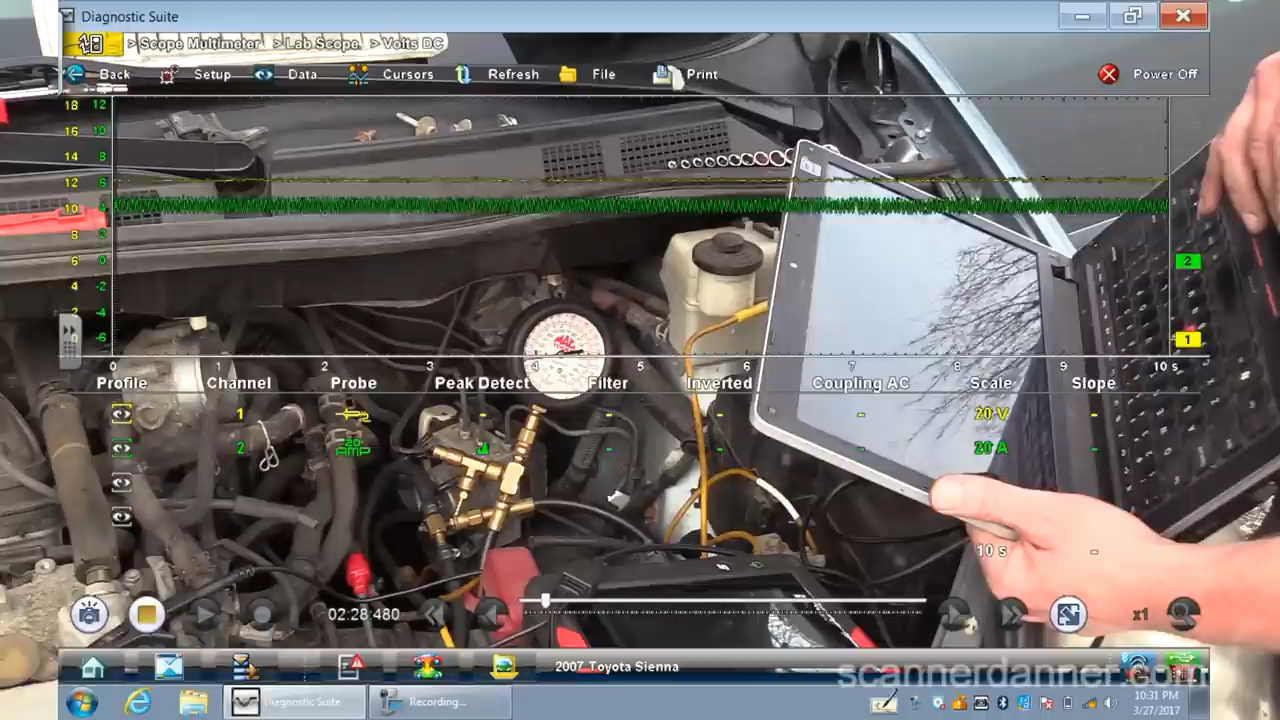 Diagnostic Suite
> Scope Multimeter > Lab Scope > Volts DC
Back Setup Data Cursors Refresh File Print Power Off
18 12
16 10
14 8
12 6
10
8 2
6 0
4 -2
2 -4
-6
2
1
0 1 2 3 4 5 6 7 8 9 10 s
Profile Channel Probe Peak Detect Filter Inverted Coupling AC Scale Slope
1 - - - - 20 V -
2 20 AMP - - - 20 A -
10 s -
MAC
02:28.480 x1
2007 Toyota Sienna
scannerdanner.com
Diagnostic Suite Recording... 10:31 PM
3/27/2017